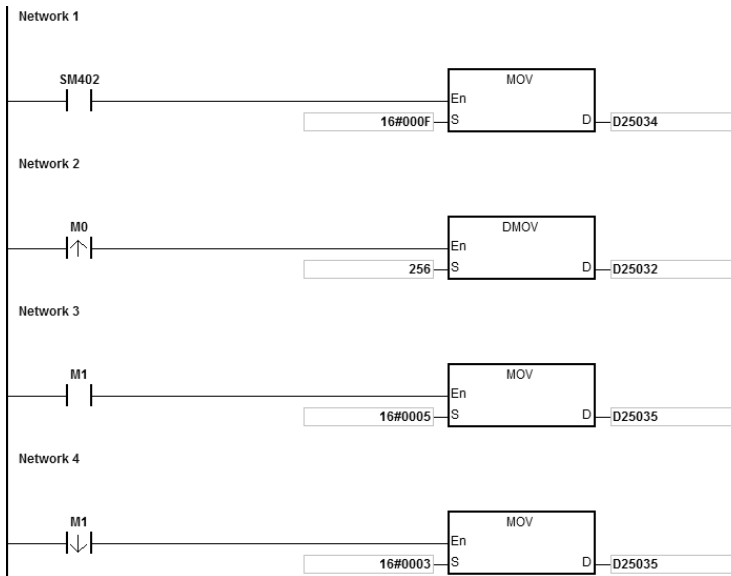 Network 1
SM402
MOV
En
16#000F S D D25034
Network 2
M0
DMOV
En
256 S D D25032
Network 3
M1
MOV
En
16#0005 S D D25035
Network 4
M1
MOV
En
16#0003 S D D25035